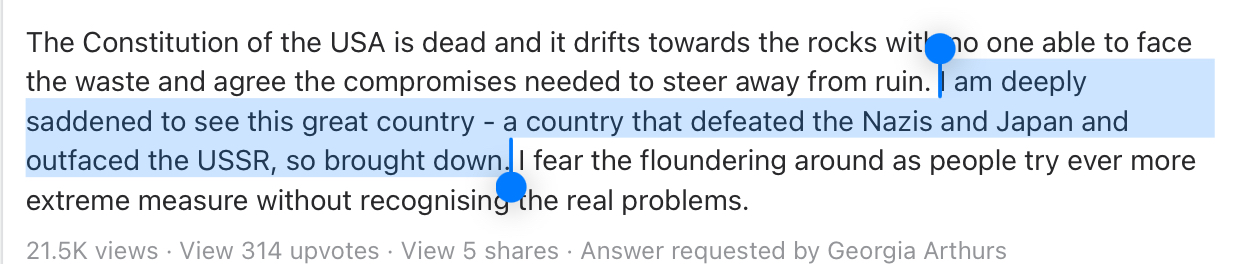 The Constitution of the USA is dead and it drifts towards the rocks with no one able to face
the waste and agree the compromises needed to steer away from ruin. I am deeply
saddened to see this great country - a country that defeated the Nazis and Japan and
outfaced the USSR, so brought down. I fear the floundering around as people try ever more
extreme measure without recognising the real problems.
21.5K views · View 314 upvotes · View 5 shares · Answer requested by Georgia Arthurs